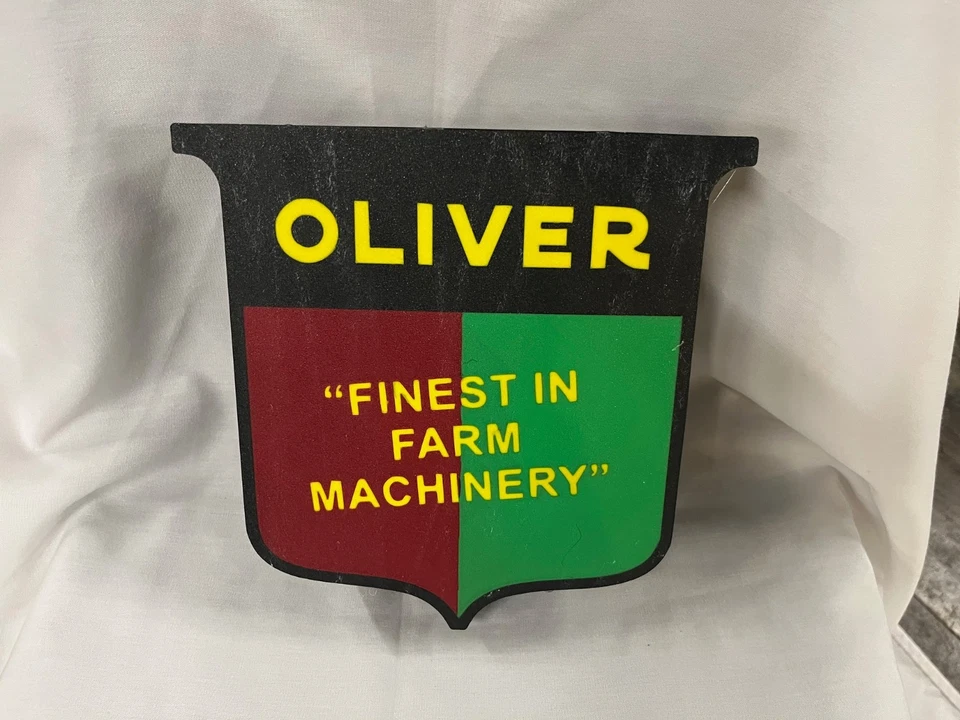 OLIVER
“FINEST IN
FARM
MACHINERY”